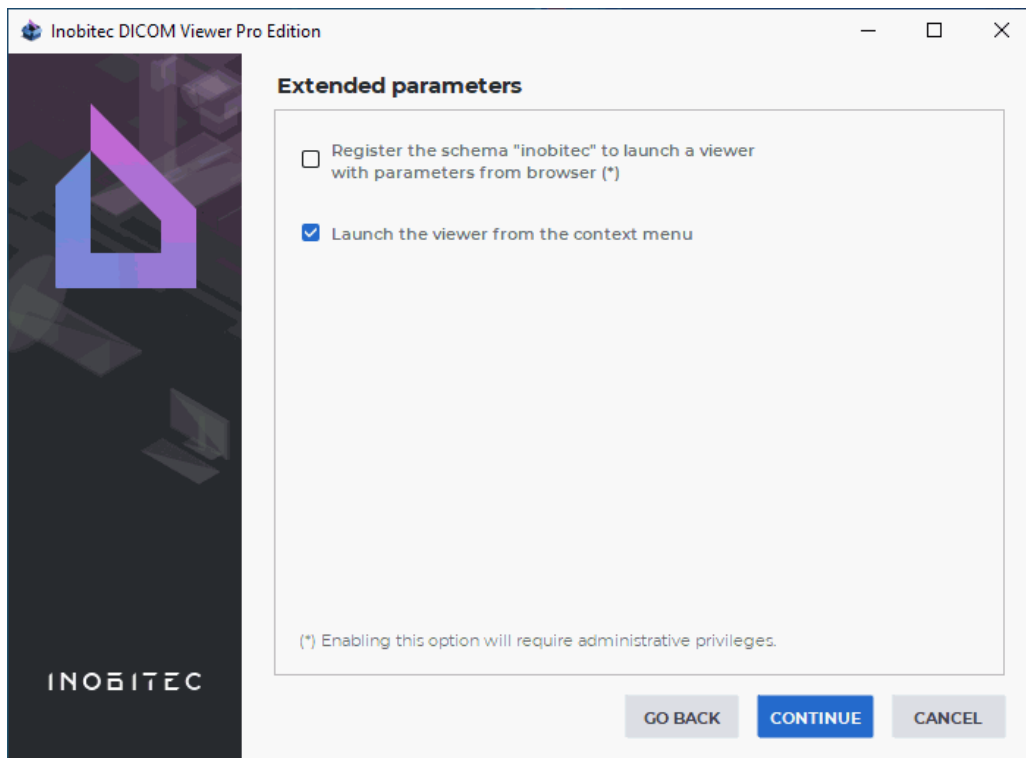 Inobitec DICOM Viewer Pro Edition
Extended parameters
Register the schema "inobitec" to launch a viewer
with parameters from browser (*)
Launch the viewer from the context menu
(*) Enabling this option will require administrative privileges.
INOBITEC
GO BACK
CONTINUE
CANCEL